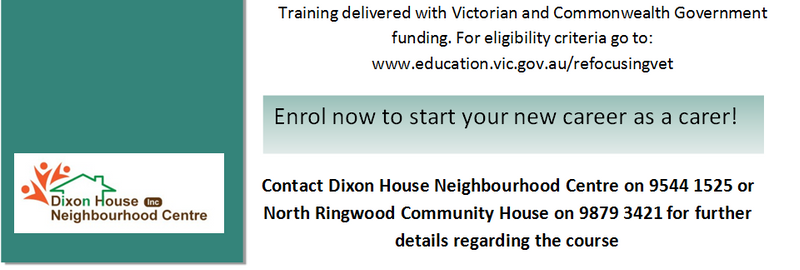 Training delivered with Victorian and Commonwealth Government
funding. For eligibility criteria go to:
www.education.vic.gov.au/refocusingvet
Enrol now to start your new career as a carer!
Dixon House Inc
Neighbourhood Centre
Contact Dixon House Neighbourhood Centre on 9544 1525 or
North Ringwood Community House on 9879 3421 for further
details regarding the course